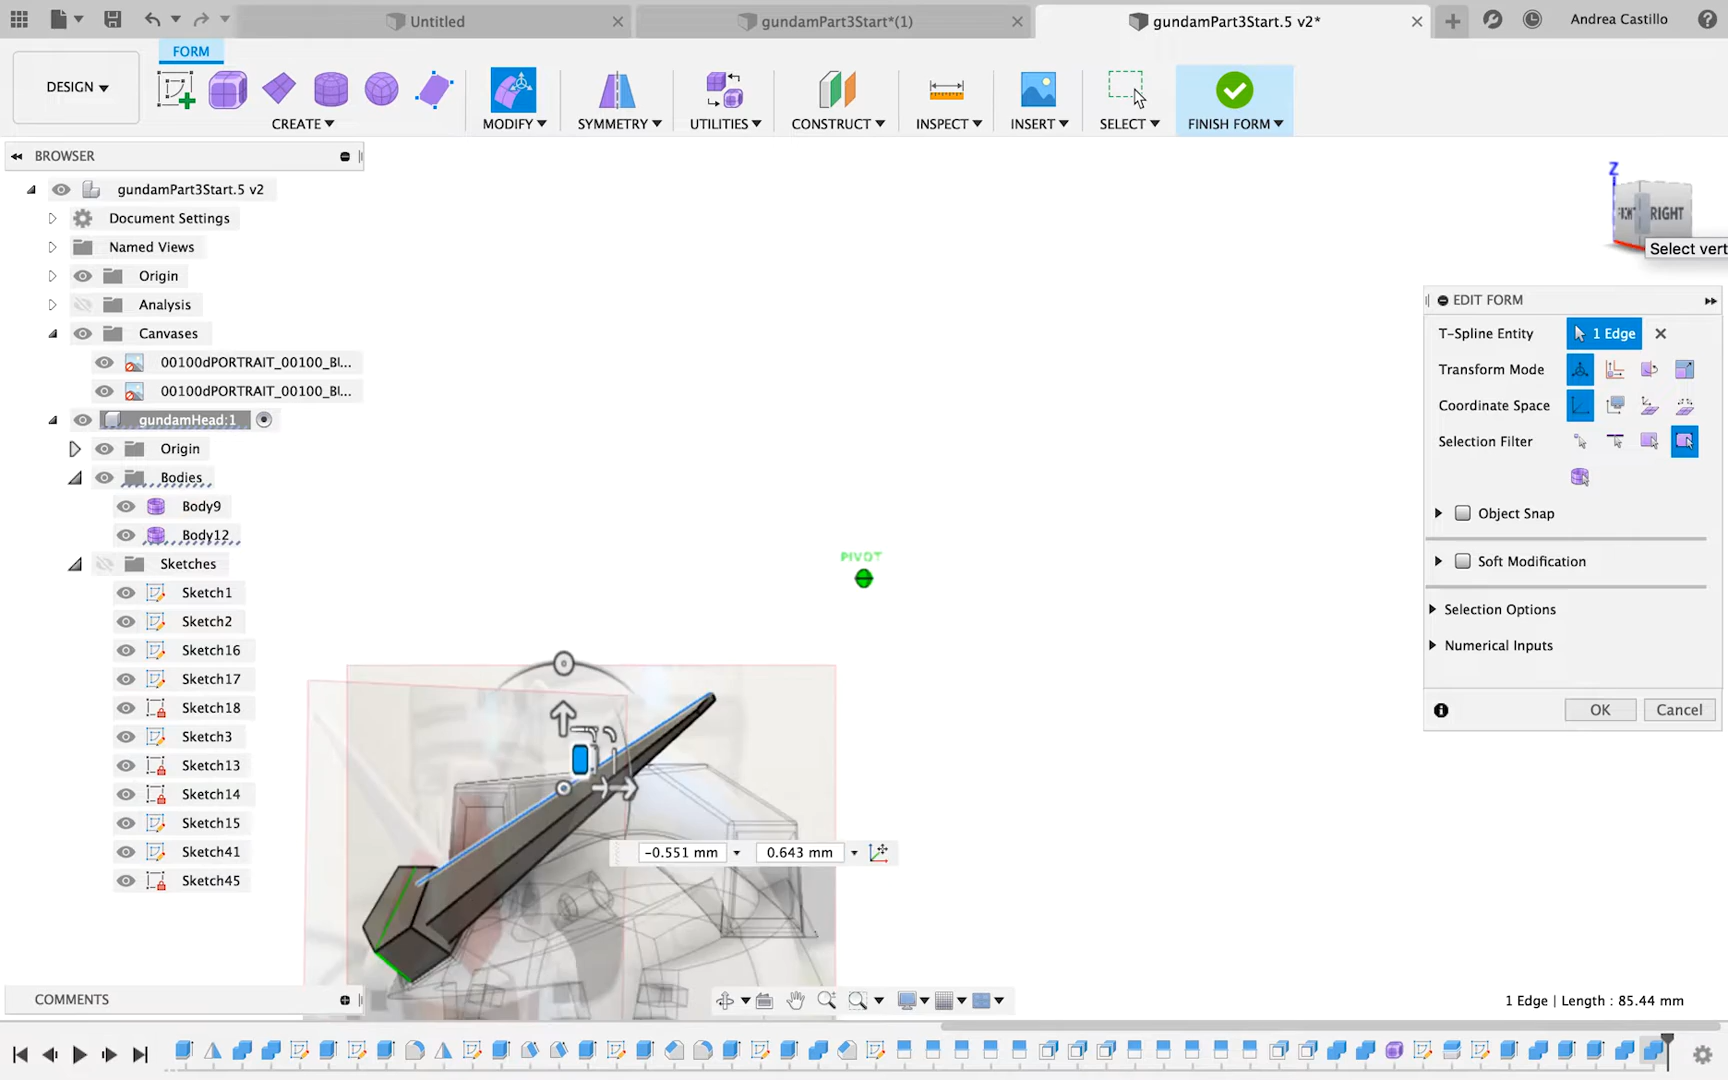 Untitled
gundamPart3Start*(1)
gundamPart3Start.5 v2*
Andrea Castillo
FORM
DESIGN
CREATE
MODIFY
SYMMETRY
UTILITIES
CONSTRUCT
INSPECT
INSERT
SELECT
FINISH FORM
BROWSER
gundamPart3Start.5 v2
Document Settings
Named Views
Origin
Analysis
Canvases
00100dPORTRAIT_00100_Bl...
00100dPORTRAIT_00100_Bl...
gundamHead:1
Origin
Bodies
Body9
Body12
Sketches
Sketch1
Sketch2
Sketch16
Sketch17
Sketch18
Sketch3
Sketch13
Sketch14
Sketch15
Sketch41
Sketch45
Z
RIGHT
Select vert
PIVOT
-0.551 mm
0.643 mm
EDIT FORM
T-Spline Entity
1 Edge
Transform Mode
Coordinate Space
Selection Filter
Object Snap
Soft Modification
Selection Options
Numerical Inputs
OK
Cancel
COMMENTS
1 Edge | Length : 85.44 mm